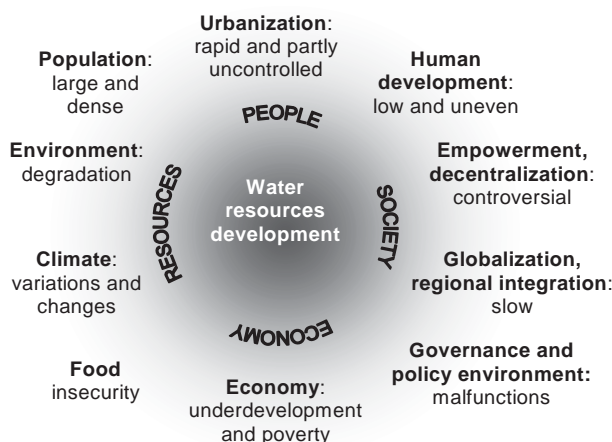 Urbanization:
rapid and partly
uncontrolled
Population:
large and
dense
Human
development:
low and uneven
PEOPLE
Environment:
degradation
Empowerment,
decentralization:
controversial
RESOURCES
Water
resources
development
SOCIETY
Climate:
variations and
changes
Globalization,
regional integration:
slow
ECONOMY
Food
insecurity
Economy:
underdevelopment
and poverty
Governance and
policy environment:
malfunctions